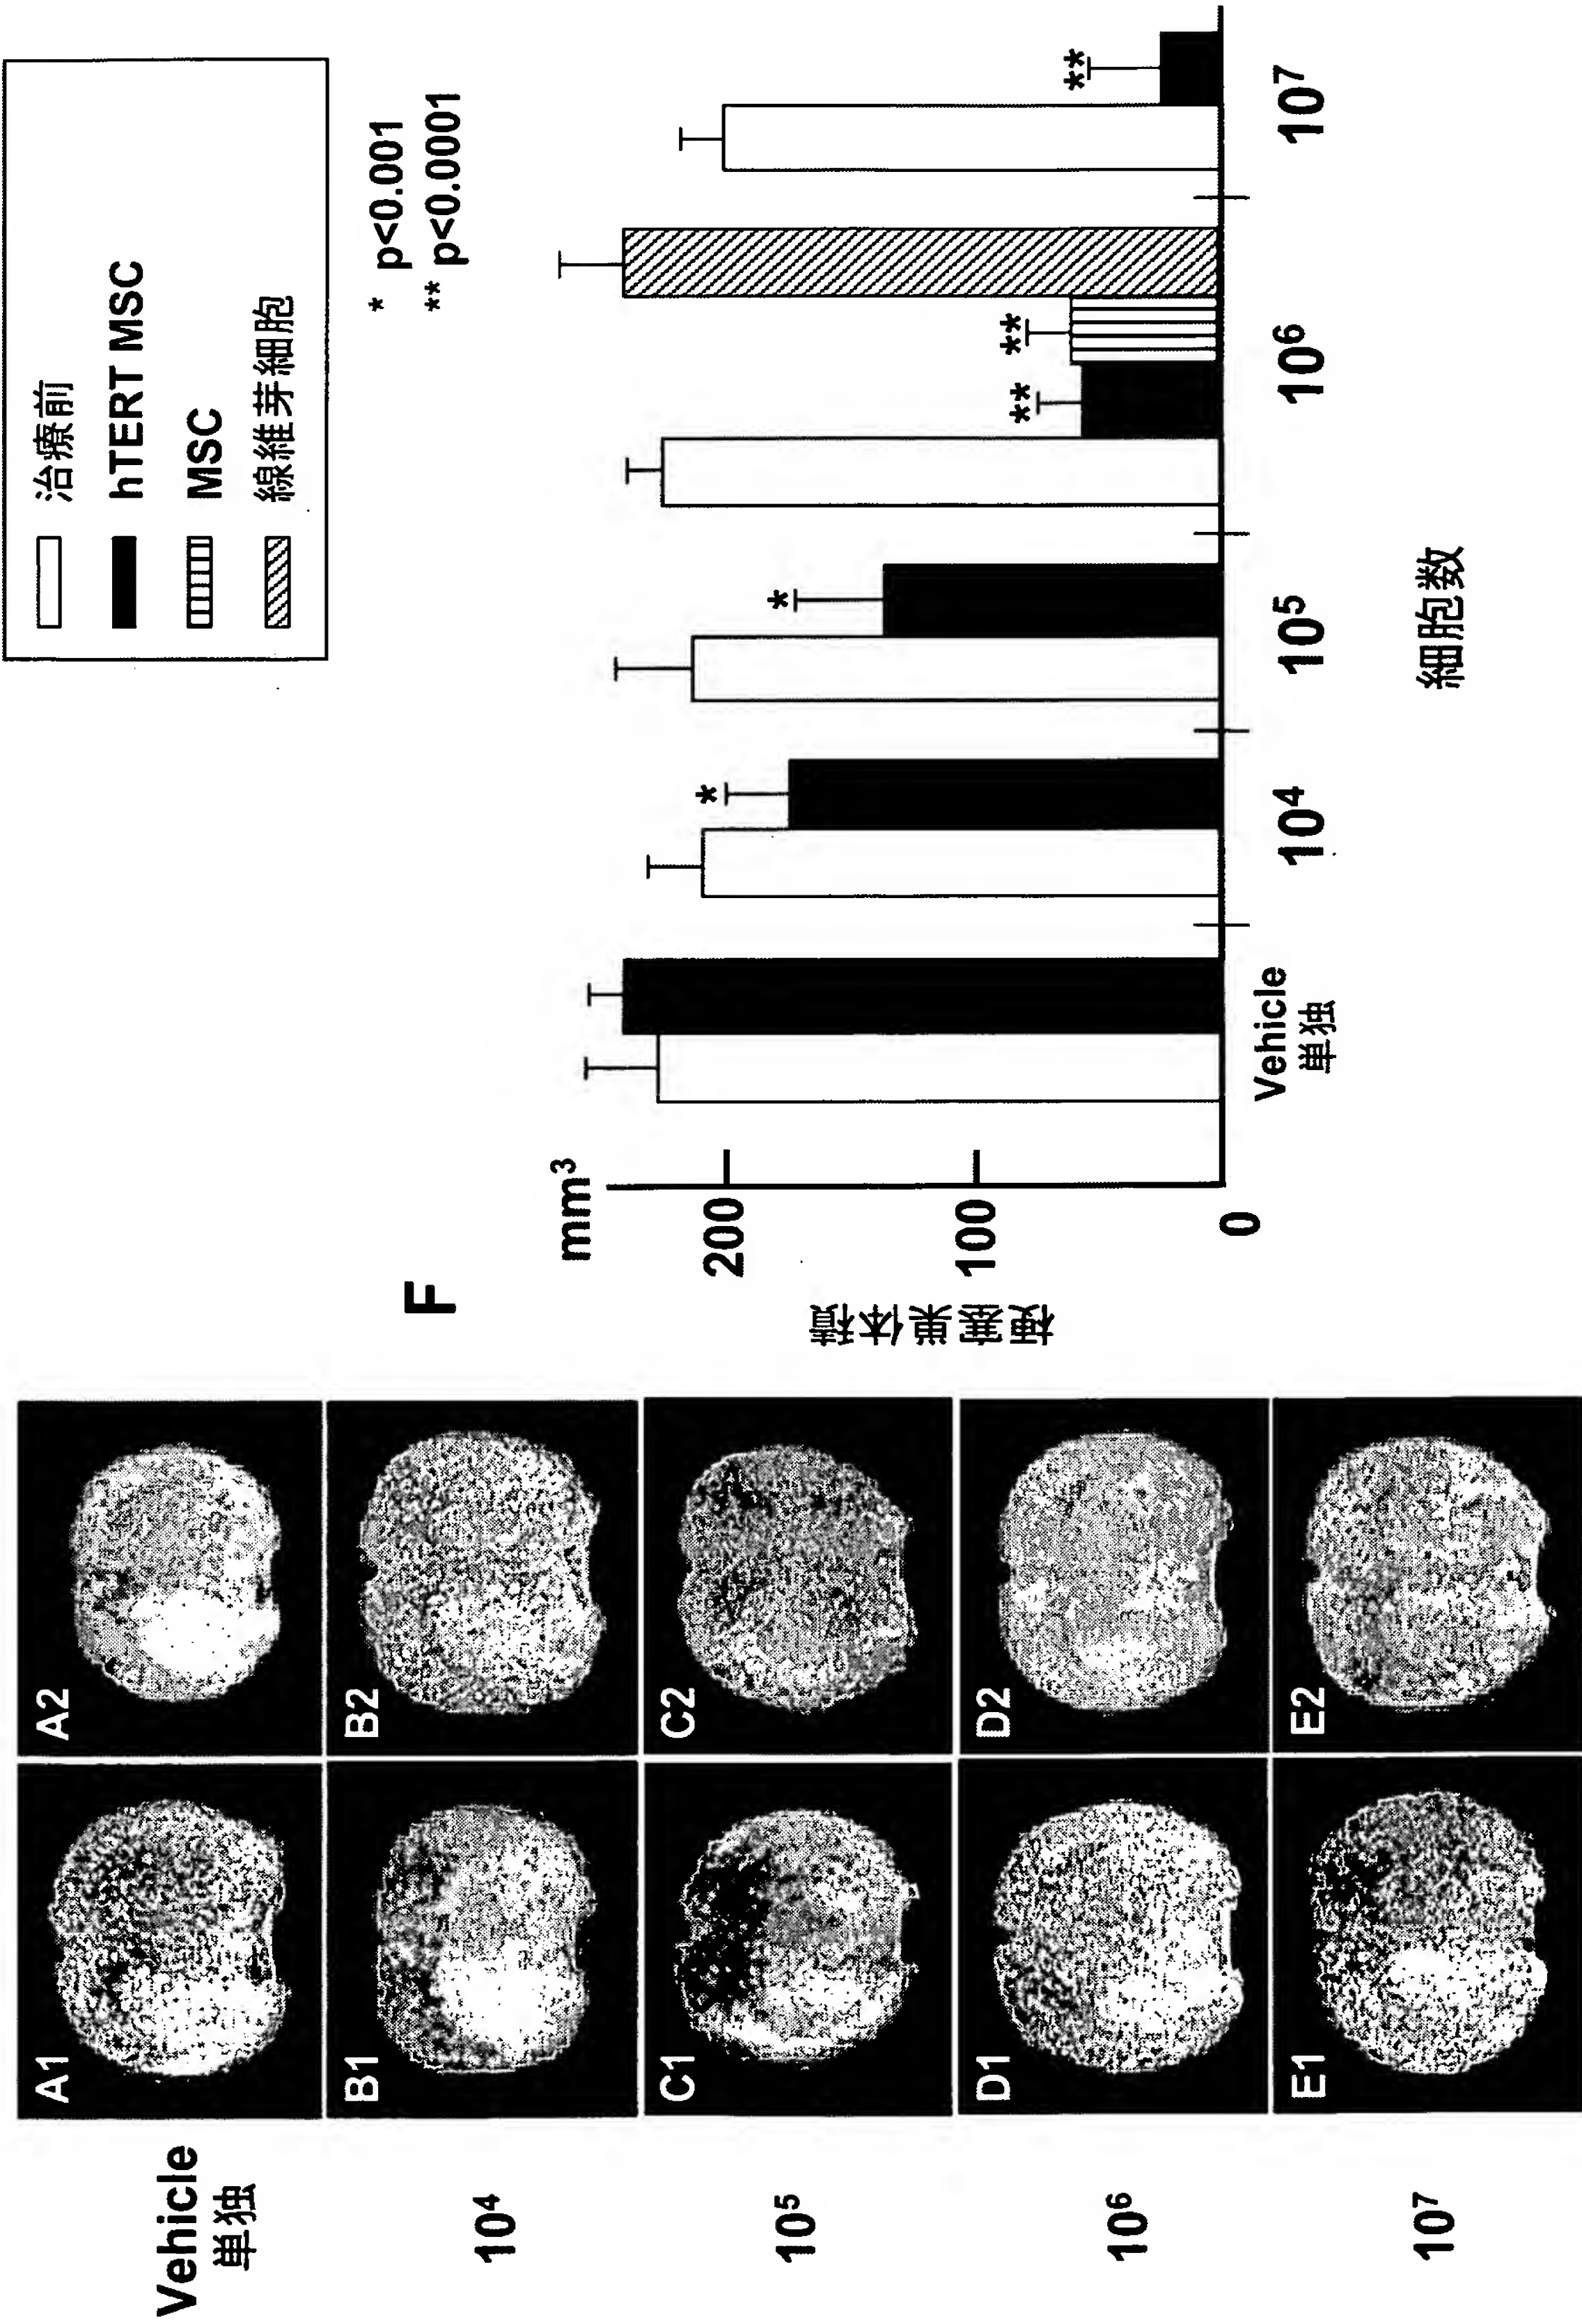 Vehicle
単独
A1
A2
10⁴
B1
B2
10⁵
C1
C2
10⁶
D1
D2
10⁷
E1
E2
F
治療前
hTERT MSC
MSC
線維芽細胞
* p<0.001
** p<0.0001
mm³
200
100
0
梗塞巣体積
*
*
**
**
**
Vehicle
単独
10⁴
10⁵
10⁶
10⁷
細胞数